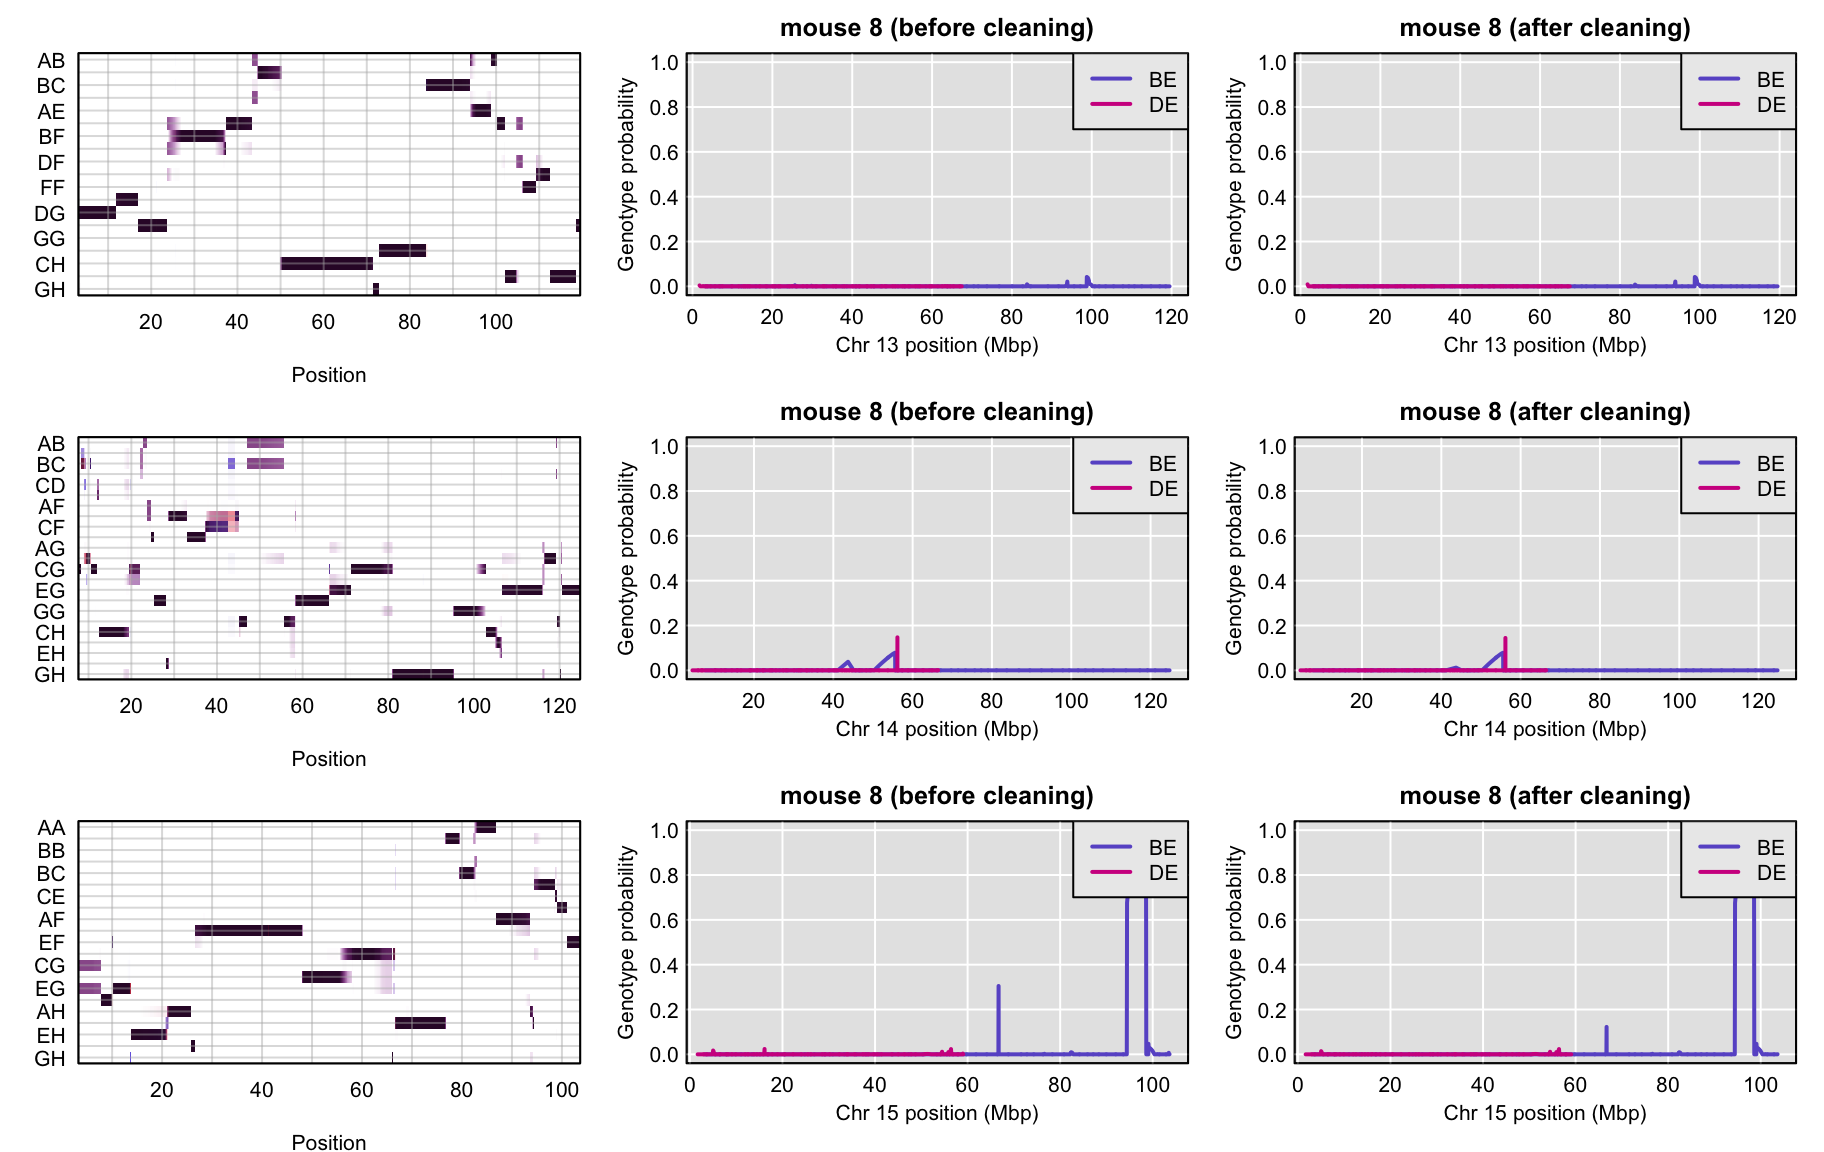 AB
BC
AE
BF
DF
FF
DG
GG
CH
GH
20 40 60 80 100
Position
mouse 8 (before cleaning)
1.0
0.8
0.6
0.4
0.2
0.0
Genotype probability
BE
DE
0 20 40 60 80 100 120
Chr 13 position (Mbp)
mouse 8 (after cleaning)
1.0
0.8
0.6
0.4
0.2
0.0
Genotype probability
BE
DE
0 20 40 60 80 100 120
Chr 13 position (Mbp)
AB
BC
CD
AF
CF
AG
CG
EG
GG
CH
EH
GH
20 40 60 80 100 120
Position
mouse 8 (before cleaning)
1.0
0.8
0.6
0.4
0.2
0.0
Genotype probability
BE
DE
20 40 60 80 100 120
Chr 14 position (Mbp)
mouse 8 (after cleaning)
1.0
0.8
0.6
0.4
0.2
0.0
Genotype probability
BE
DE
20 40 60 80 100 120
Chr 14 position (Mbp)
AA
BB
BC
CE
AF
EF
CG
EG
AH
EH
GH
20 40 60 80 100
Position
mouse 8 (before cleaning)
1.0
0.8
0.6
0.4
0.2
0.0
Genotype probability
BE
DE
0 20 40 60 80 100
Chr 15 position (Mbp)
mouse 8 (after cleaning)
1.0
0.8
0.6
0.4
0.2
0.0
Genotype probability
BE
DE
0 20 40 60 80 100
Chr 15 position (Mbp)